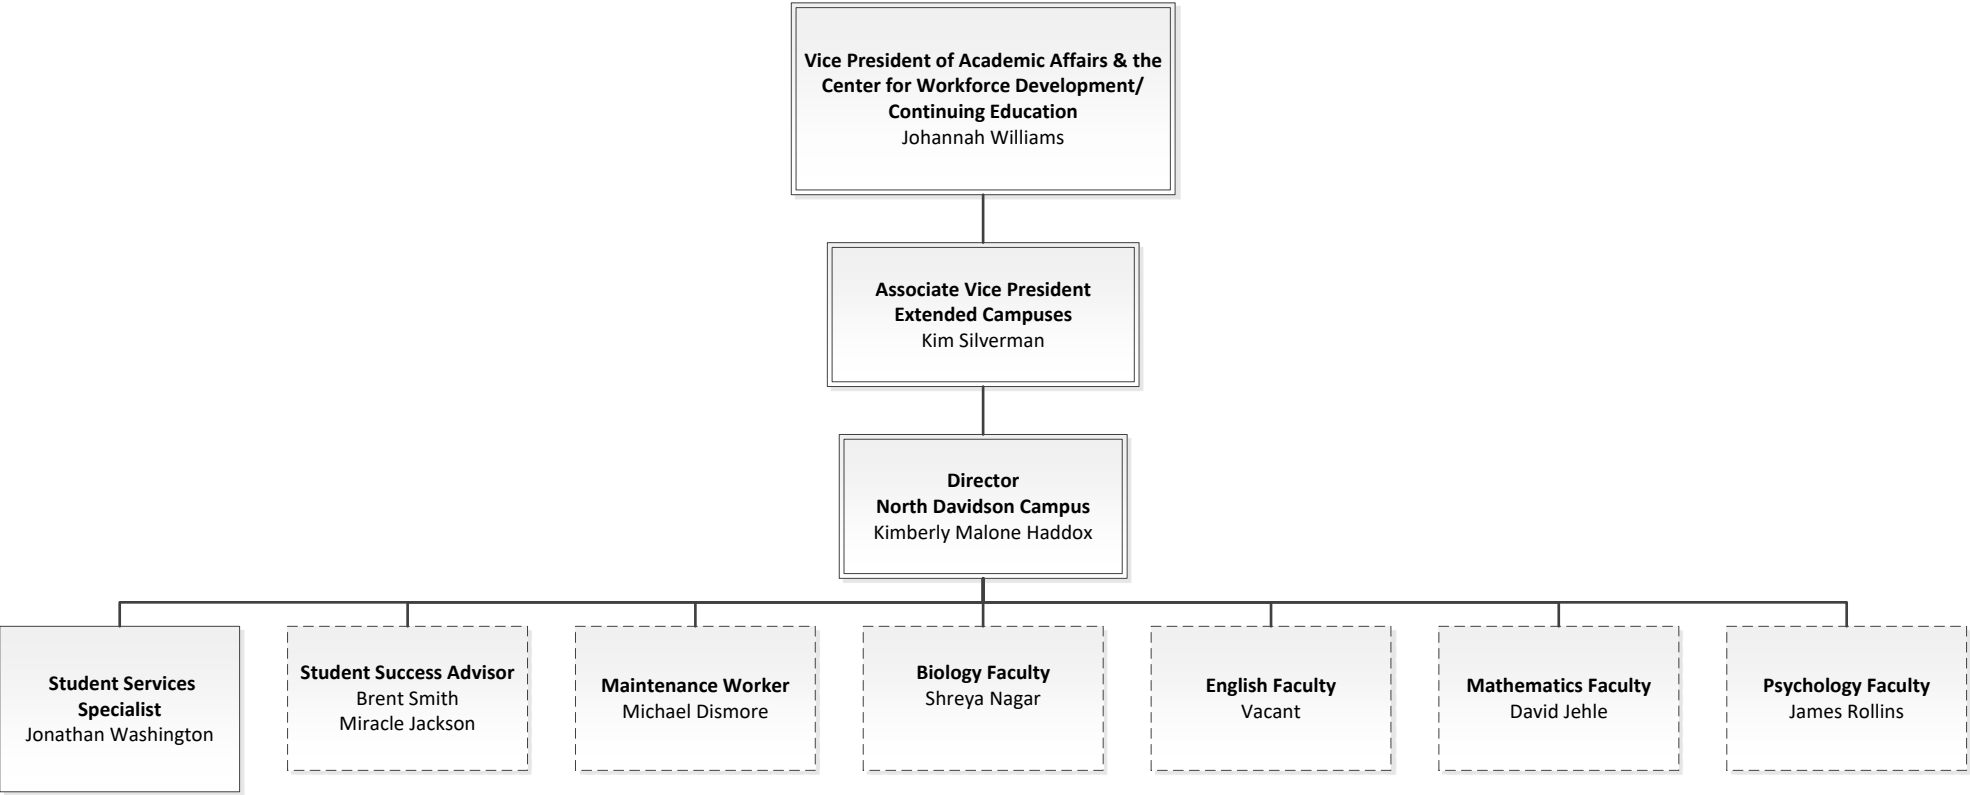 Vice President of Academic Affairs & the
Center for Workforce Development/
Continuing Education
Johannah Williams
Associate Vice President
Extended Campuses
Kim Silverman
Director
North Davidson Campus
Kimberly Malone Haddox
Student Services
Specialist
Jonathan Washington
Student Success Advisor
Brent Smith
Miracle Jackson
Maintenance Worker
Michael Dismore
Biology Faculty
Shreya Nagar
English Faculty
Vacant
Mathematics Faculty
David Jehle
Psychology Faculty
James Rollins